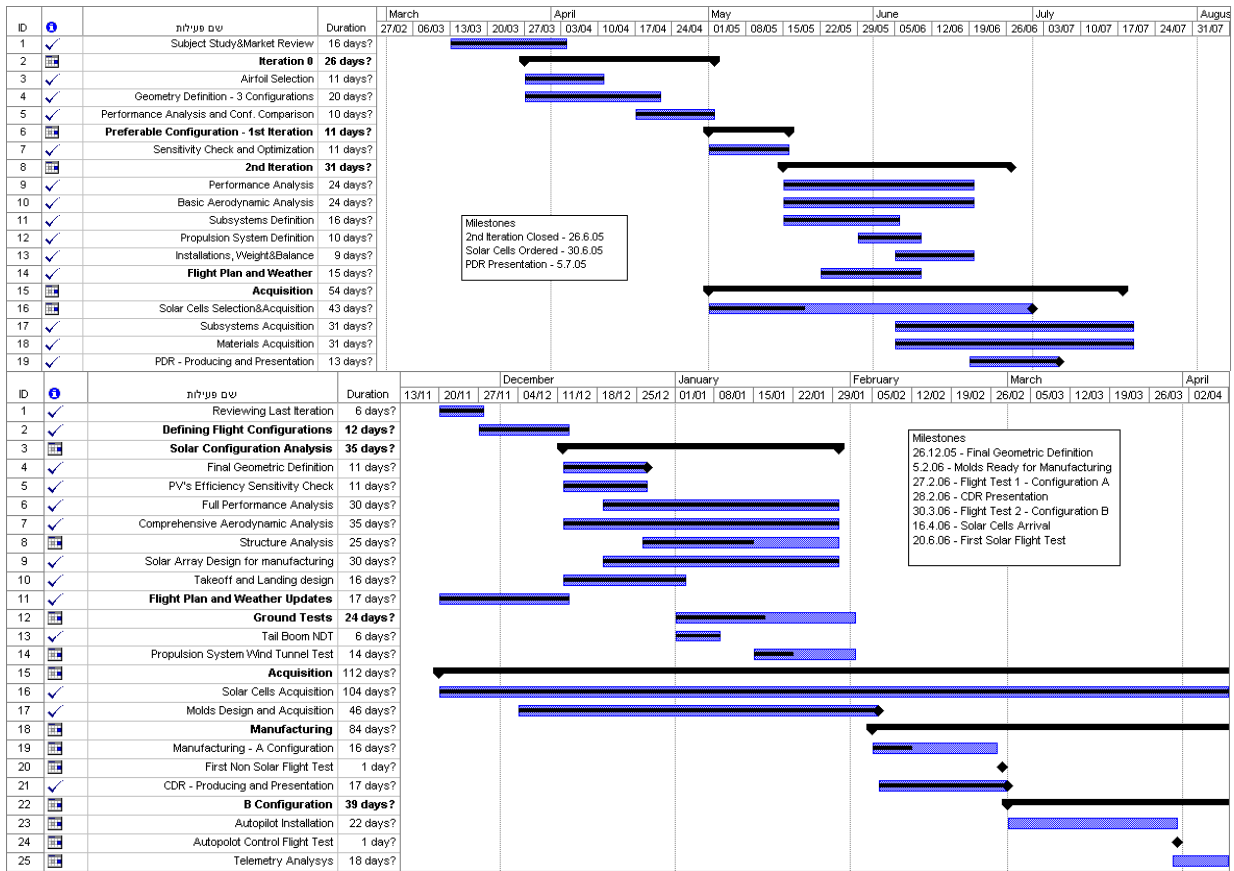 March April May June July Augus
ID שם פעילות Duration 27/02 06/03 13/03 20/03 27/03 03/04 10/04 17/04 24/04 01/05 08/05 15/05 22/05 29/05 05/06 12/06 19/06 26/06 03/07 10/07 17/07 24/07 31/07
1 Subject Study&Market Review 16 days?
2 Iteration 0 26 days?
3 Airfoil Selection 11 days?
4 Geometry Definition - 3 Configurations 20 days?
5 Performance Analysis and Conf. Comparison 10 days?
6 Preferable Configuration - 1st Iteration 11 days?
7 Sensitivity Check and Optimization 11 days?
8 2nd Iteration 31 days?
9 Performance Analysis 24 days?
10 Basic Aerodynamic Analysis 24 days?
11 Subsystems Definition 16 days?
12 Propulsion System Definition 10 days?
13 Installations, Weight&Balance 9 days?
14 Flight Plan and Weather 15 days?
15 Acquisition 54 days?
16 Solar Cells Selection&Acquisition 43 days?
17 Subsystems Acquisition 31 days?
18 Materials Acquisition 31 days?
19 PDR - Producing and Presentation 13 days?
Milestones
2nd Iteration Closed - 26.6.05
Solar Cells Ordered - 30.6.05
PDR Presentation - 5.7.05
December January February March April
ID שם פעילות Duration 13/11 20/11 27/11 04/12 11/12 18/12 25/12 01/01 08/01 15/01 22/01 29/01 05/02 12/02 19/02 26/02 05/03 12/03 19/03 26/03 02/04
1 Reviewing Last Iteration 6 days?
2 Defining Flight Configurations 12 days?
3 Solar Configuration Analysis 35 days?
4 Final Geometric Definition 11 days?
5 PV's Efficiency Sensitivity Check 11 days?
6 Full Performance Analysis 30 days?
7 Comprehensive Aerodynamic Analysis 35 days?
8 Structure Analysis 25 days?
9 Solar Array Design for manufacturing 30 days?
10 Takeoff and Landing design 16 days?
11 Flight Plan and Weather Updates 17 days?
12 Ground Tests 24 days?
13 Tail Boom NDT 6 days?
14 Propulsion System Wind Tunnel Test 14 days?
15 Acquisition 112 days?
16 Solar Cells Acquisition 104 days?
17 Molds Design and Acquisition 46 days?
18 Manufacturing 84 days?
19 Manufacturing - A Configuration 16 days?
20 First Non Solar Flight Test 1 day?
21 CDR - Producing and Presentation 17 days?
22 B Configuration 39 days?
23 Autopilot Installation 22 days?
24 Autopolot Control Flight Test 1 day?
25 Telemetry Analysys 18 days?
Milestones
26.12.05 - Final Geometric Definition
5.2.06 - Molds Ready for Manufacturing
27.2.06 - Flight Test 1 - Configuration A
28.2.06 - CDR Presentation
30.3.06 - Flight Test 2 - Configuration B
16.4.06 - Solar Cells Arrival
20.6.06 - First Solar Flight Test